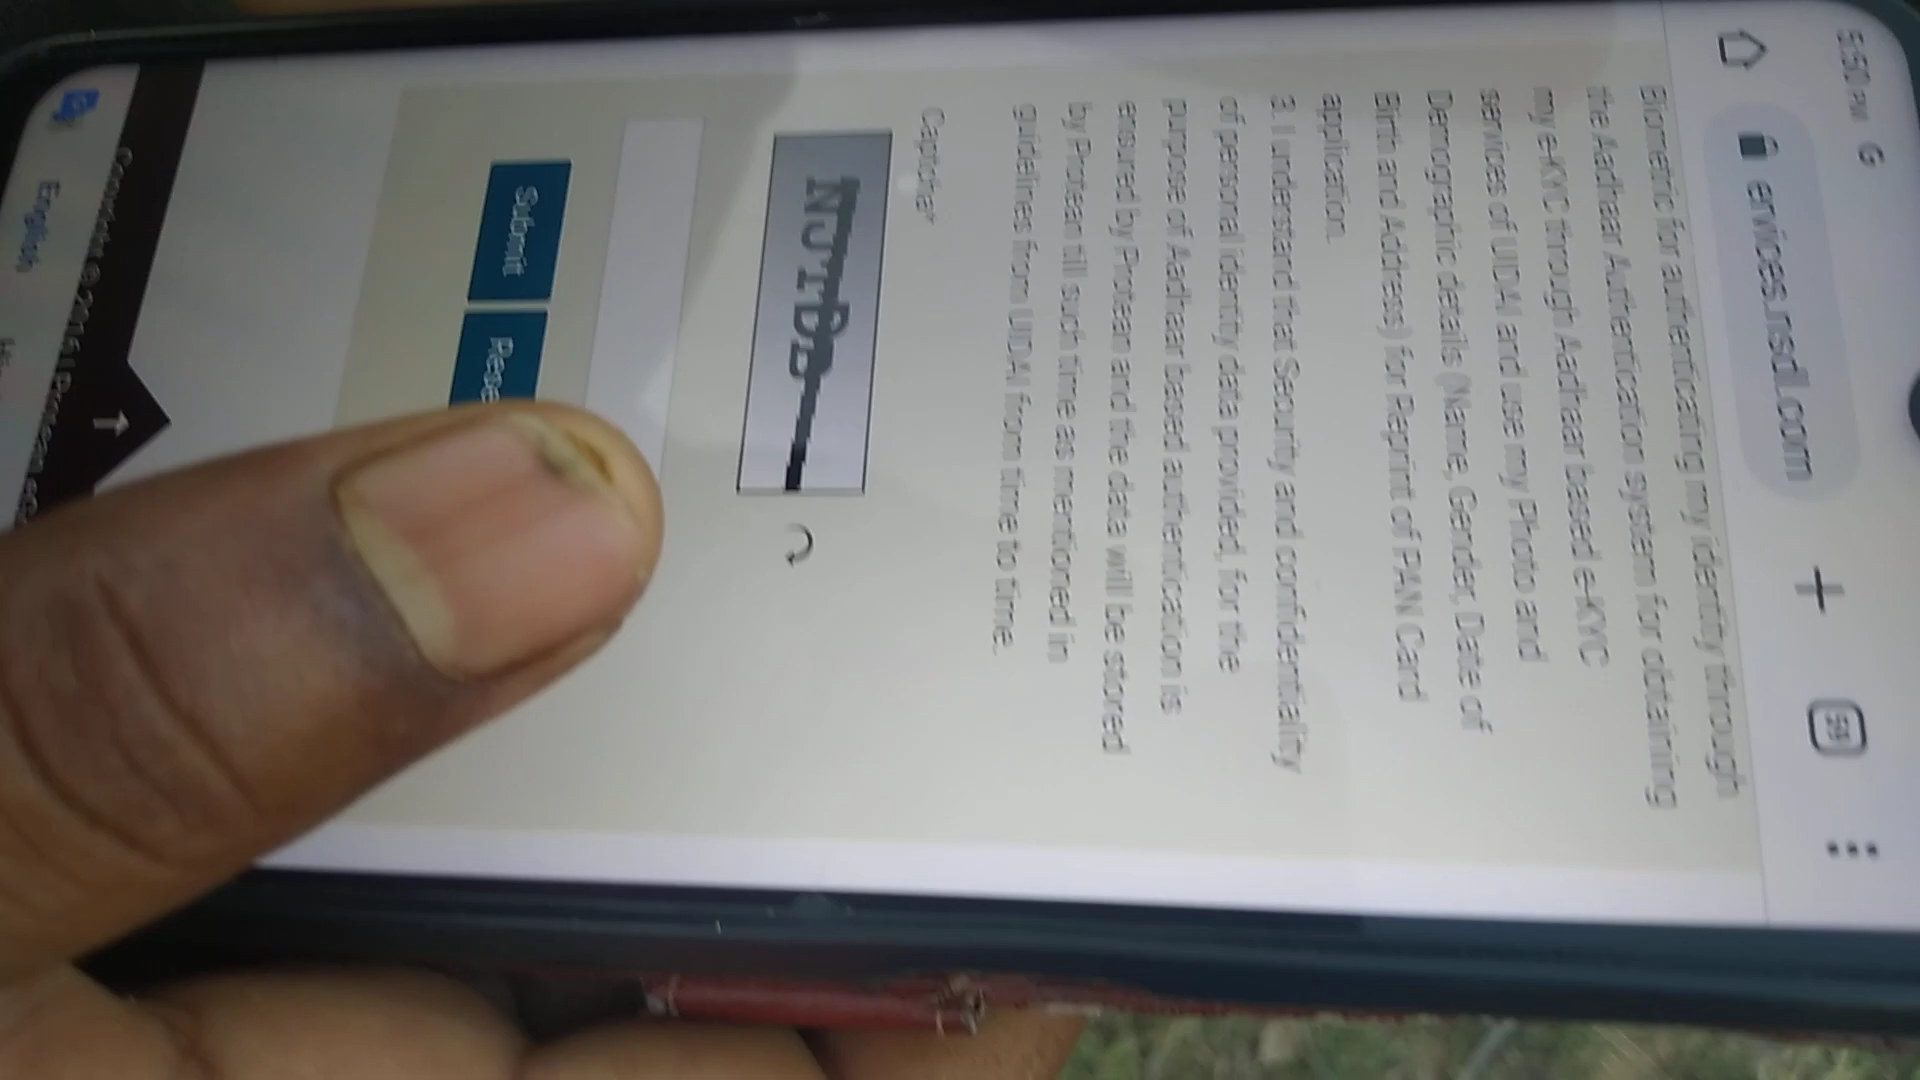 5:50 PM G
ervices.nsdl.com
59
Biometric for authenticating my identity through
the Aadhaar Authentication system for obtaining
my e-KYC through Aadhaar based e-KYC
services of UIDAI and use my Photo and
Demographic details (Name, Gender, Date of
Birth and Address) for Reprint of PAN Card
application.
3. I understand that Security and confidentiality
of personal identity data provided, for the
purpose of Aadhaar based authentication is
ensured by Protean and the data will be stored
by Protean till such time as mentioned in
guidelines from UIDAI from time to time.
Captcha*
Submit
Rese
English